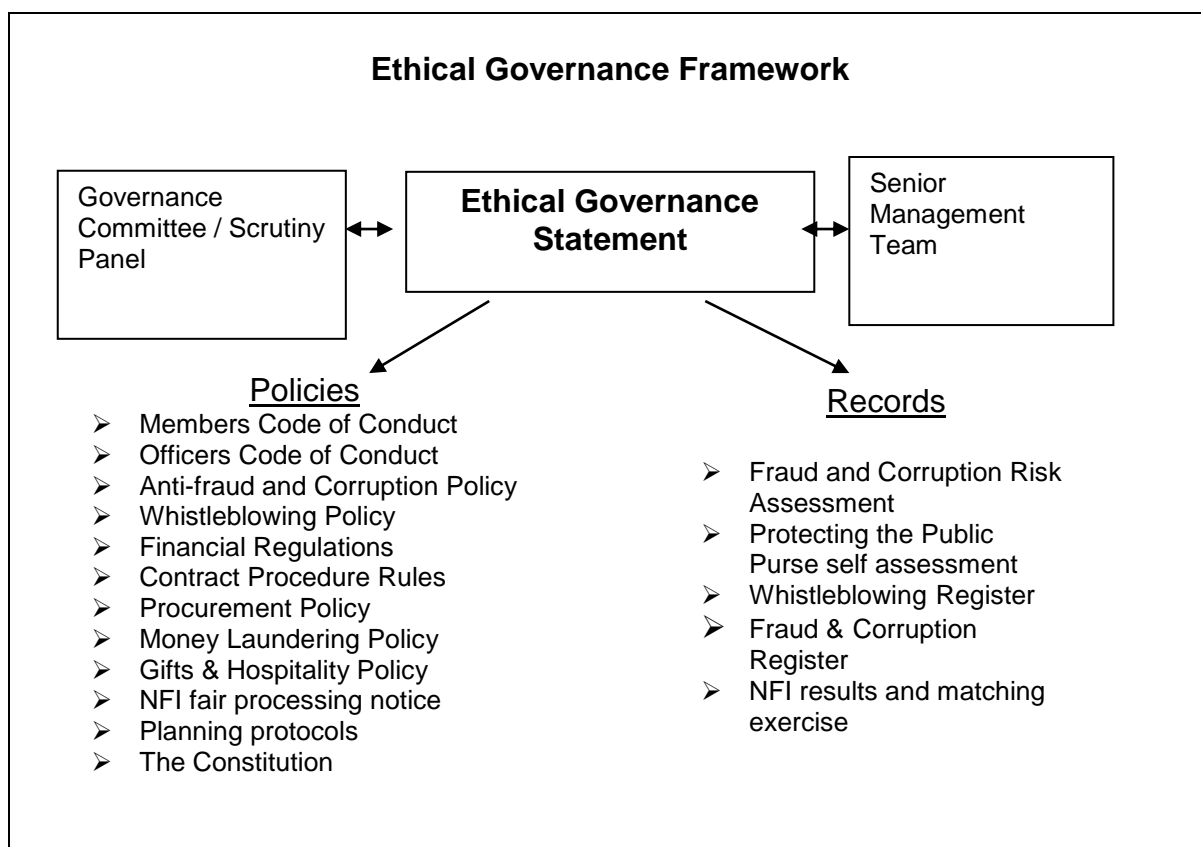 Ethical Governance Framework
Governance
Committee / Scrutiny
Panel
Ethical Governance
Statement
Senior
Management
Team
Policies
➢ Members Code of Conduct
➢ Officers Code of Conduct
➢ Anti-fraud and Corruption Policy
➢ Whistleblowing Policy
➢ Financial Regulations
➢ Contract Procedure Rules
➢ Procurement Policy
➢ Money Laundering Policy
➢ Gifts & Hospitality Policy
➢ NFI fair processing notice
➢ Planning protocols
➢ The Constitution
Records
➢ Fraud and Corruption Risk
Assessment
➢ Protecting the Public
Purse self assessment
➢ Whistleblowing Register
➢ Fraud & Corruption
Register
➢ NFI results and matching
exercise